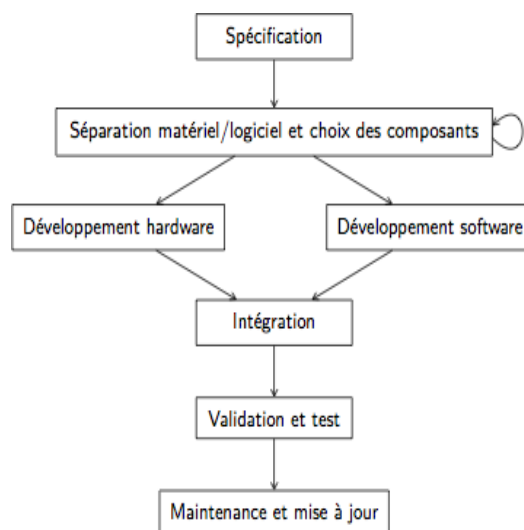 Spécification
Séparation matériel/logiciel et choix des composants
Développement hardware
Développement software
Intégration
Validation et test
Maintenance et mise à jour